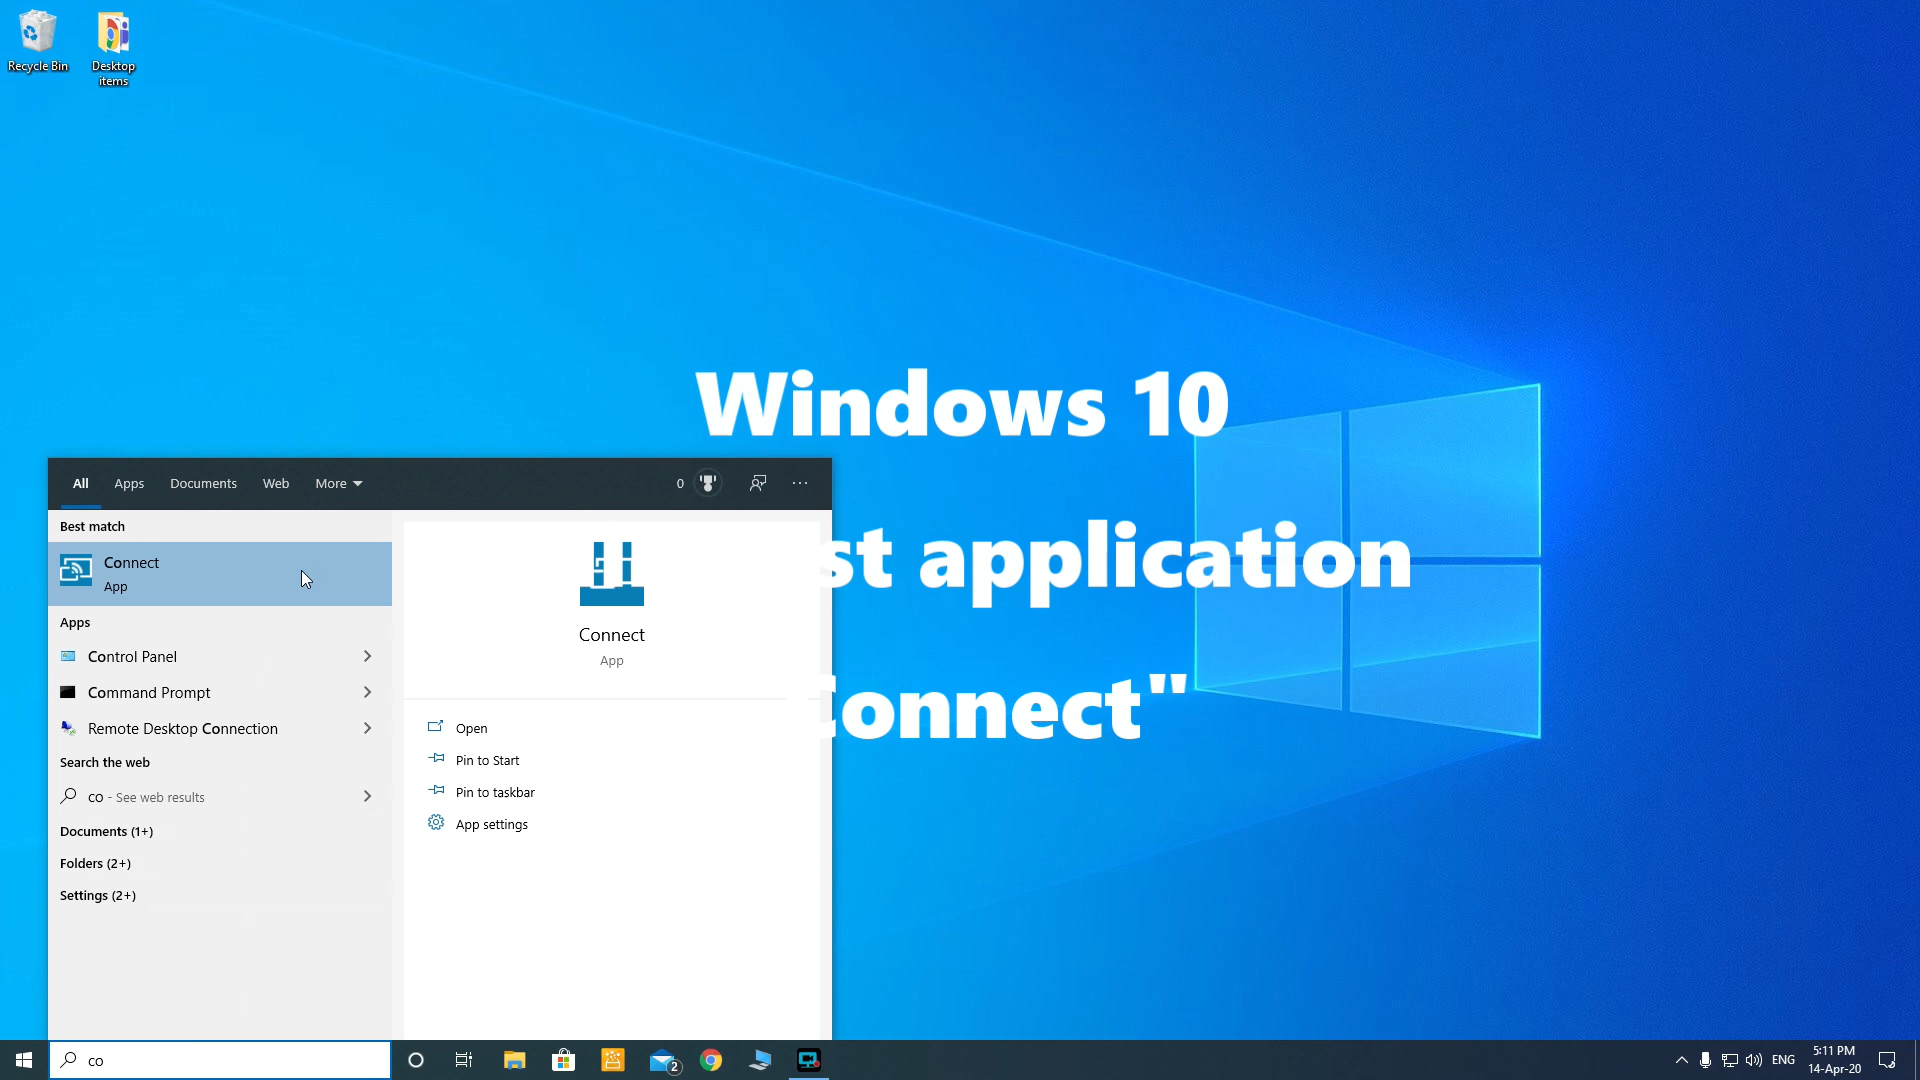 Recycle Bin
Desktop
items
Windows 10
st application
onnect"
All Apps Documents Web More 0
Best match
Connect
App
Apps
Control Panel
Command Prompt
Remote Desktop Connection
Search the web
co - See web results
Documents (1+)
Folders (2+)
Settings (2+)
Connect
App
Open
Pin to Start
Pin to taskbar
App settings
co
2
ENG
5:11 PM
14-Apr-20